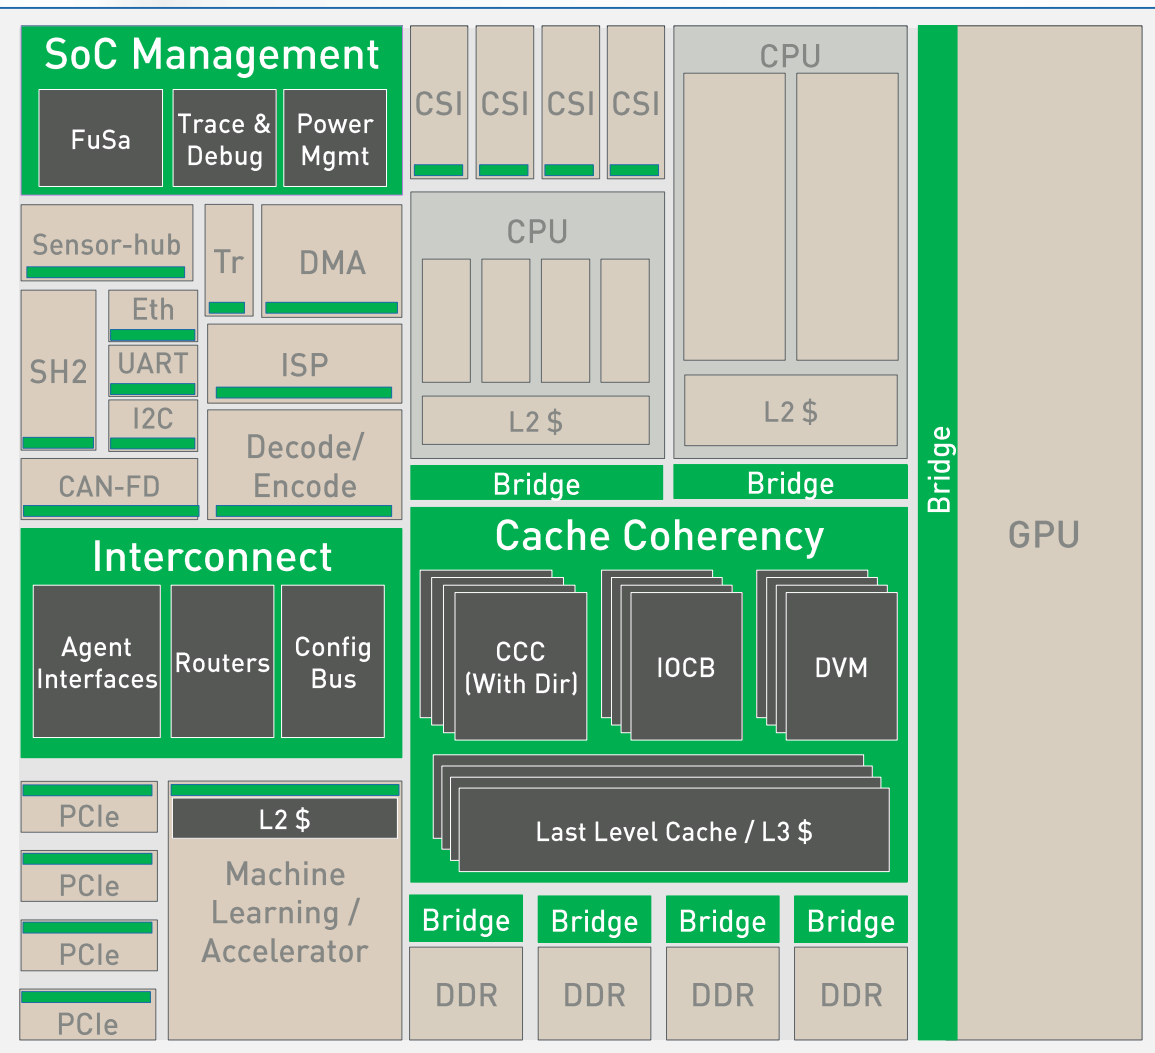 SoC Management
FuSa
Trace &
Debug
Power
Mgmt
CSI
CSI
CSI
CSI
CPU
Sensor-hub
Tr
DMA
CPU
SH2
Eth
UART
I2C
ISP
Decode/
Encode
CAN-FD
L2 $
L2 $
Bridge
Bridge
Bridge
GPU
Interconnect
Agent
Interfaces
Routers
Config
Bus
Cache Coherency
CCC
(With Dir)
IOCB
DVM
Last Level Cache / L3 $
PCIe
PCIe
PCIe
PCIe
L2 $
Machine
Learning /
Accelerator
Bridge
Bridge
Bridge
Bridge
DDR
DDR
DDR
DDR